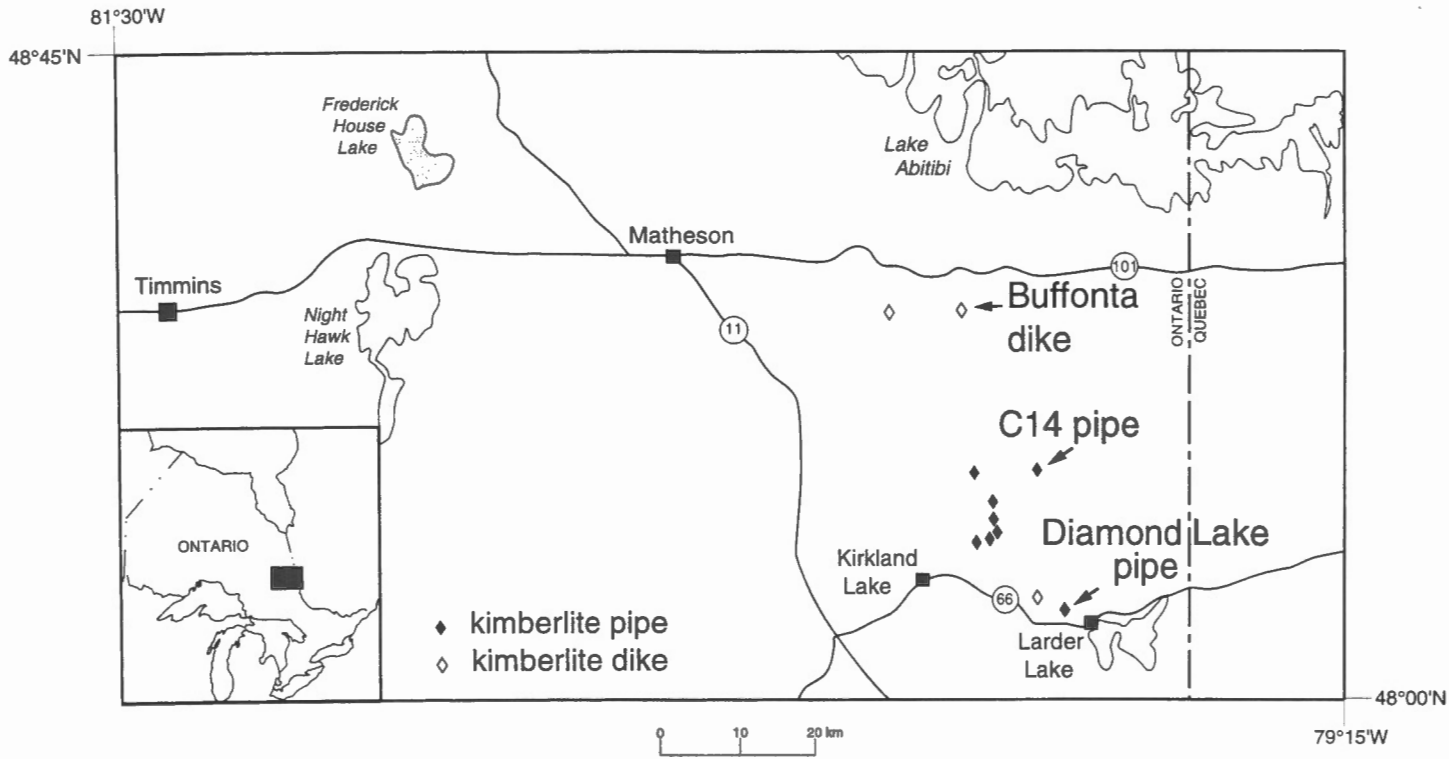 81°30'W
48°45'N
Frederick
House
Lake
Lake
Abitibi
Matheson
101
Timmins
Night
Hawk
Lake
11
Buffonta
dike
ONTARIO
QUEBEC
C14 pipe
ONTARIO
Diamond Lake
pipe
Kirkland
Lake
66
Larder
Lake
kimberlite pipe
kimberlite dike
48°00'N
79°15'W
0 10 20 km